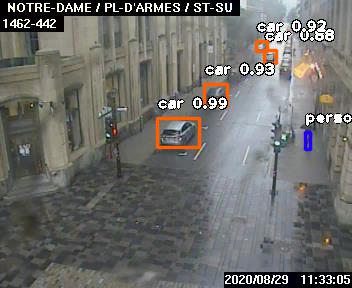 NOTRE-DAME / PL-D'ARMES / ST-SU
1462-442
car 0.92
car 0.68
car 0.93
car 0.99
perso
2020/08/29 11:33:05